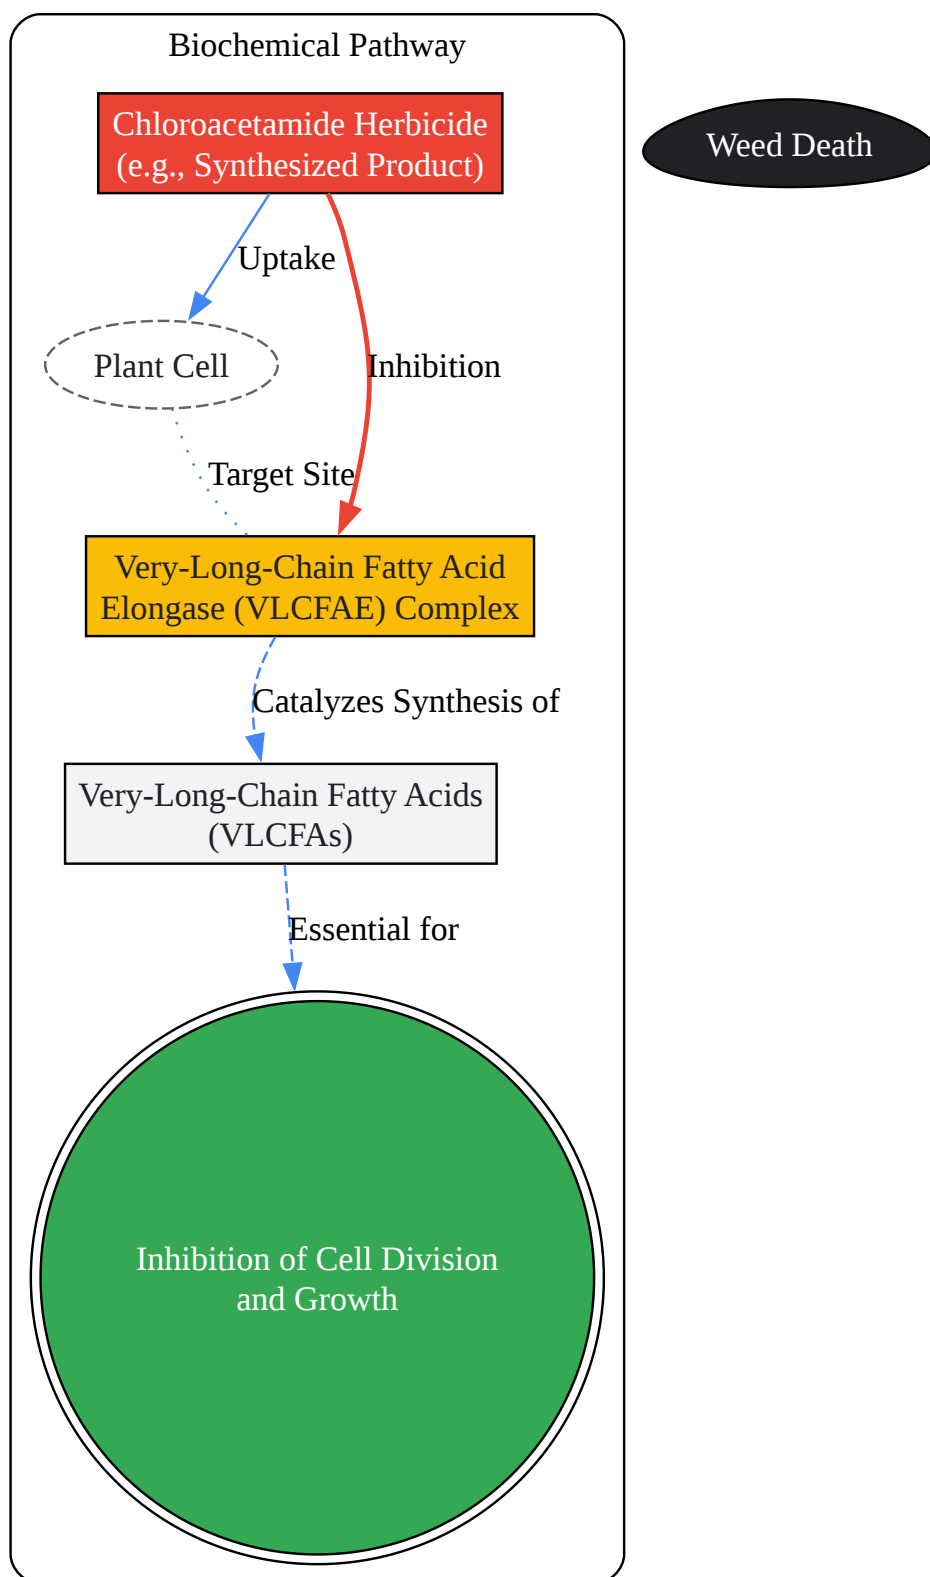 Biochemical Pathway
Chloroacetamide Herbicide
(e.g., Synthesized Product)
Weed Death
Uptake
Plant Cell
Inhibition
Target Site
Very-Long-Chain Fatty Acid
Elongase (VLCFAE) Complex
Catalyzes Synthesis of
Very-Long-Chain Fatty Acids
(VLCFAs)
Essential for
Inhibition of Cell Division
and Growth